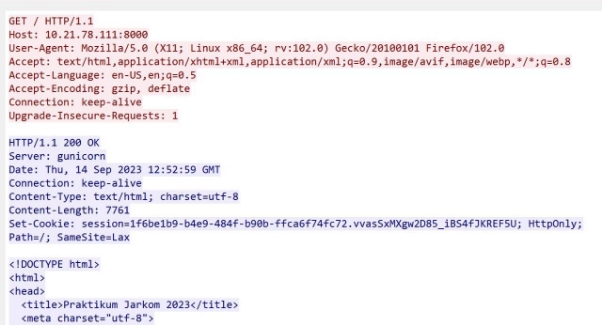 GET / HTTP/1.1
Host: 10.21.78.111:8000
User-Agent: Mozilla/5.0 (X11; Linux x86_64; rv:102.0) Gecko/20100101 Firefox/102.0
Accept: text/html,application/xhtml+xml,application/xml;q=0.9,image/avif,image/webp,*/*;q=0.8
Accept-Language: en-US,en;q=0.5
Accept-Encoding: gzip, deflate
Connection: keep-alive
Upgrade-Insecure-Requests: 1
HTTP/1.1 200 OK
Server: gunicorn
Date: Thu, 14 Sep 2023 12:52:59 GMT
Connection: keep-alive
Content-Type: text/html; charset=utf-8
Content-Length: 7761
Set-Cookie: session=1f6be1b9-b4e9-484f-b90b-ffca6f74fc72.vvasSxMXgw2D85_iBS4fJKREF5U; HttpOnly;
Path=/; SameSite=Lax
<!DOCTYPE html>
<html>
<head>
<title>Praktikum Jarkom 2023</title>
<meta charset="utf-8">